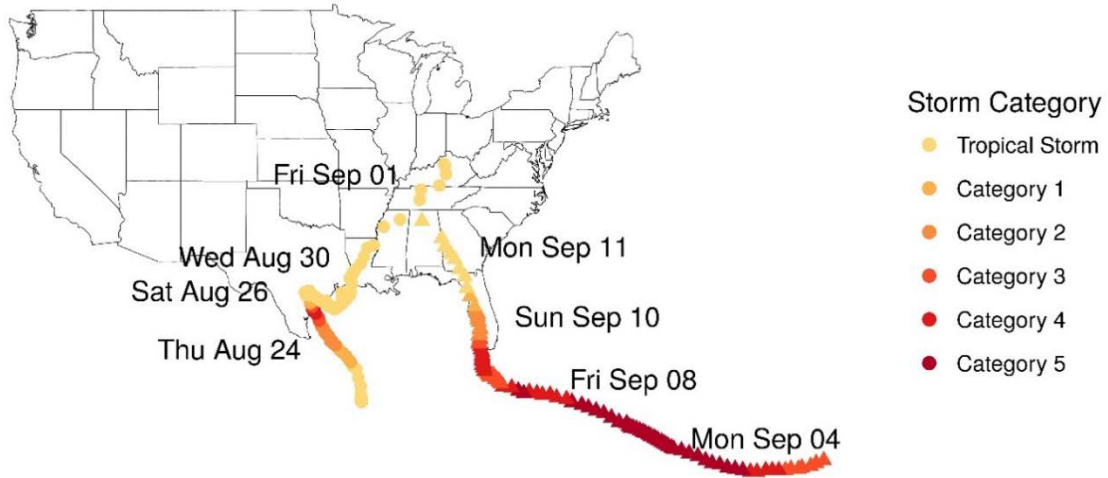 Storm Category
Tropical Storm
Category 1
Category 2
Category 3
Category 4
Category 5
Fri Sep 01
Wed Aug 30
Mon Sep 11
Sat Aug 26
Sun Sep 10
Thu Aug 24
Fri Sep 08
Mon Sep 04